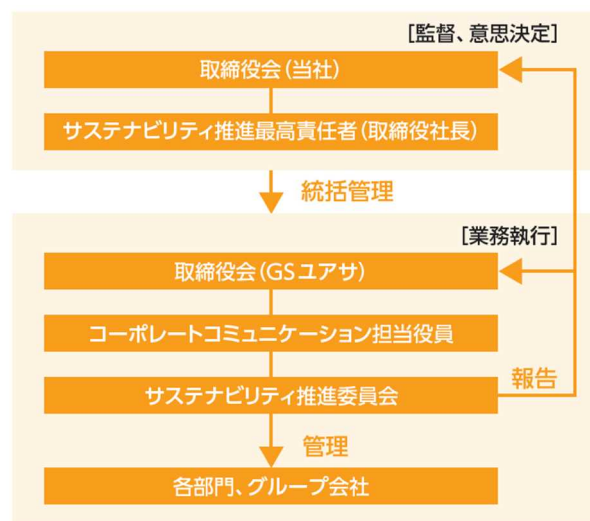 [監督、意思決定]
取締役会(当社)
サステナビリティ推進最高責任者(取締役社長)
統括管理
[業務執行]
取締役会(GSユアサ)
コーポレートコミュニケーション担当役員
サステナビリティ推進委員会
報告
管理
各部門、グループ会社